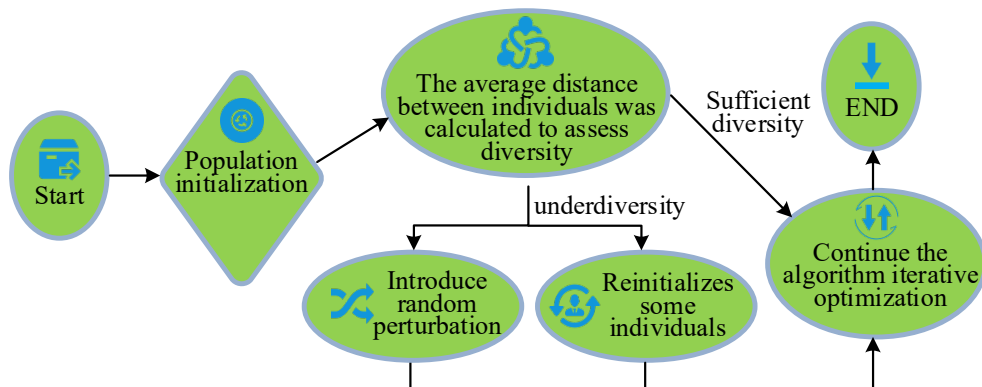 Start
Population
initialization
The average distance
between individuals was
calculated to assess
diversity
Sufficient
diversity
END
underdiversity
Introduce
random
perturbation
Reinitializes
some
individuals
Continue the
algorithm iterative
optimization